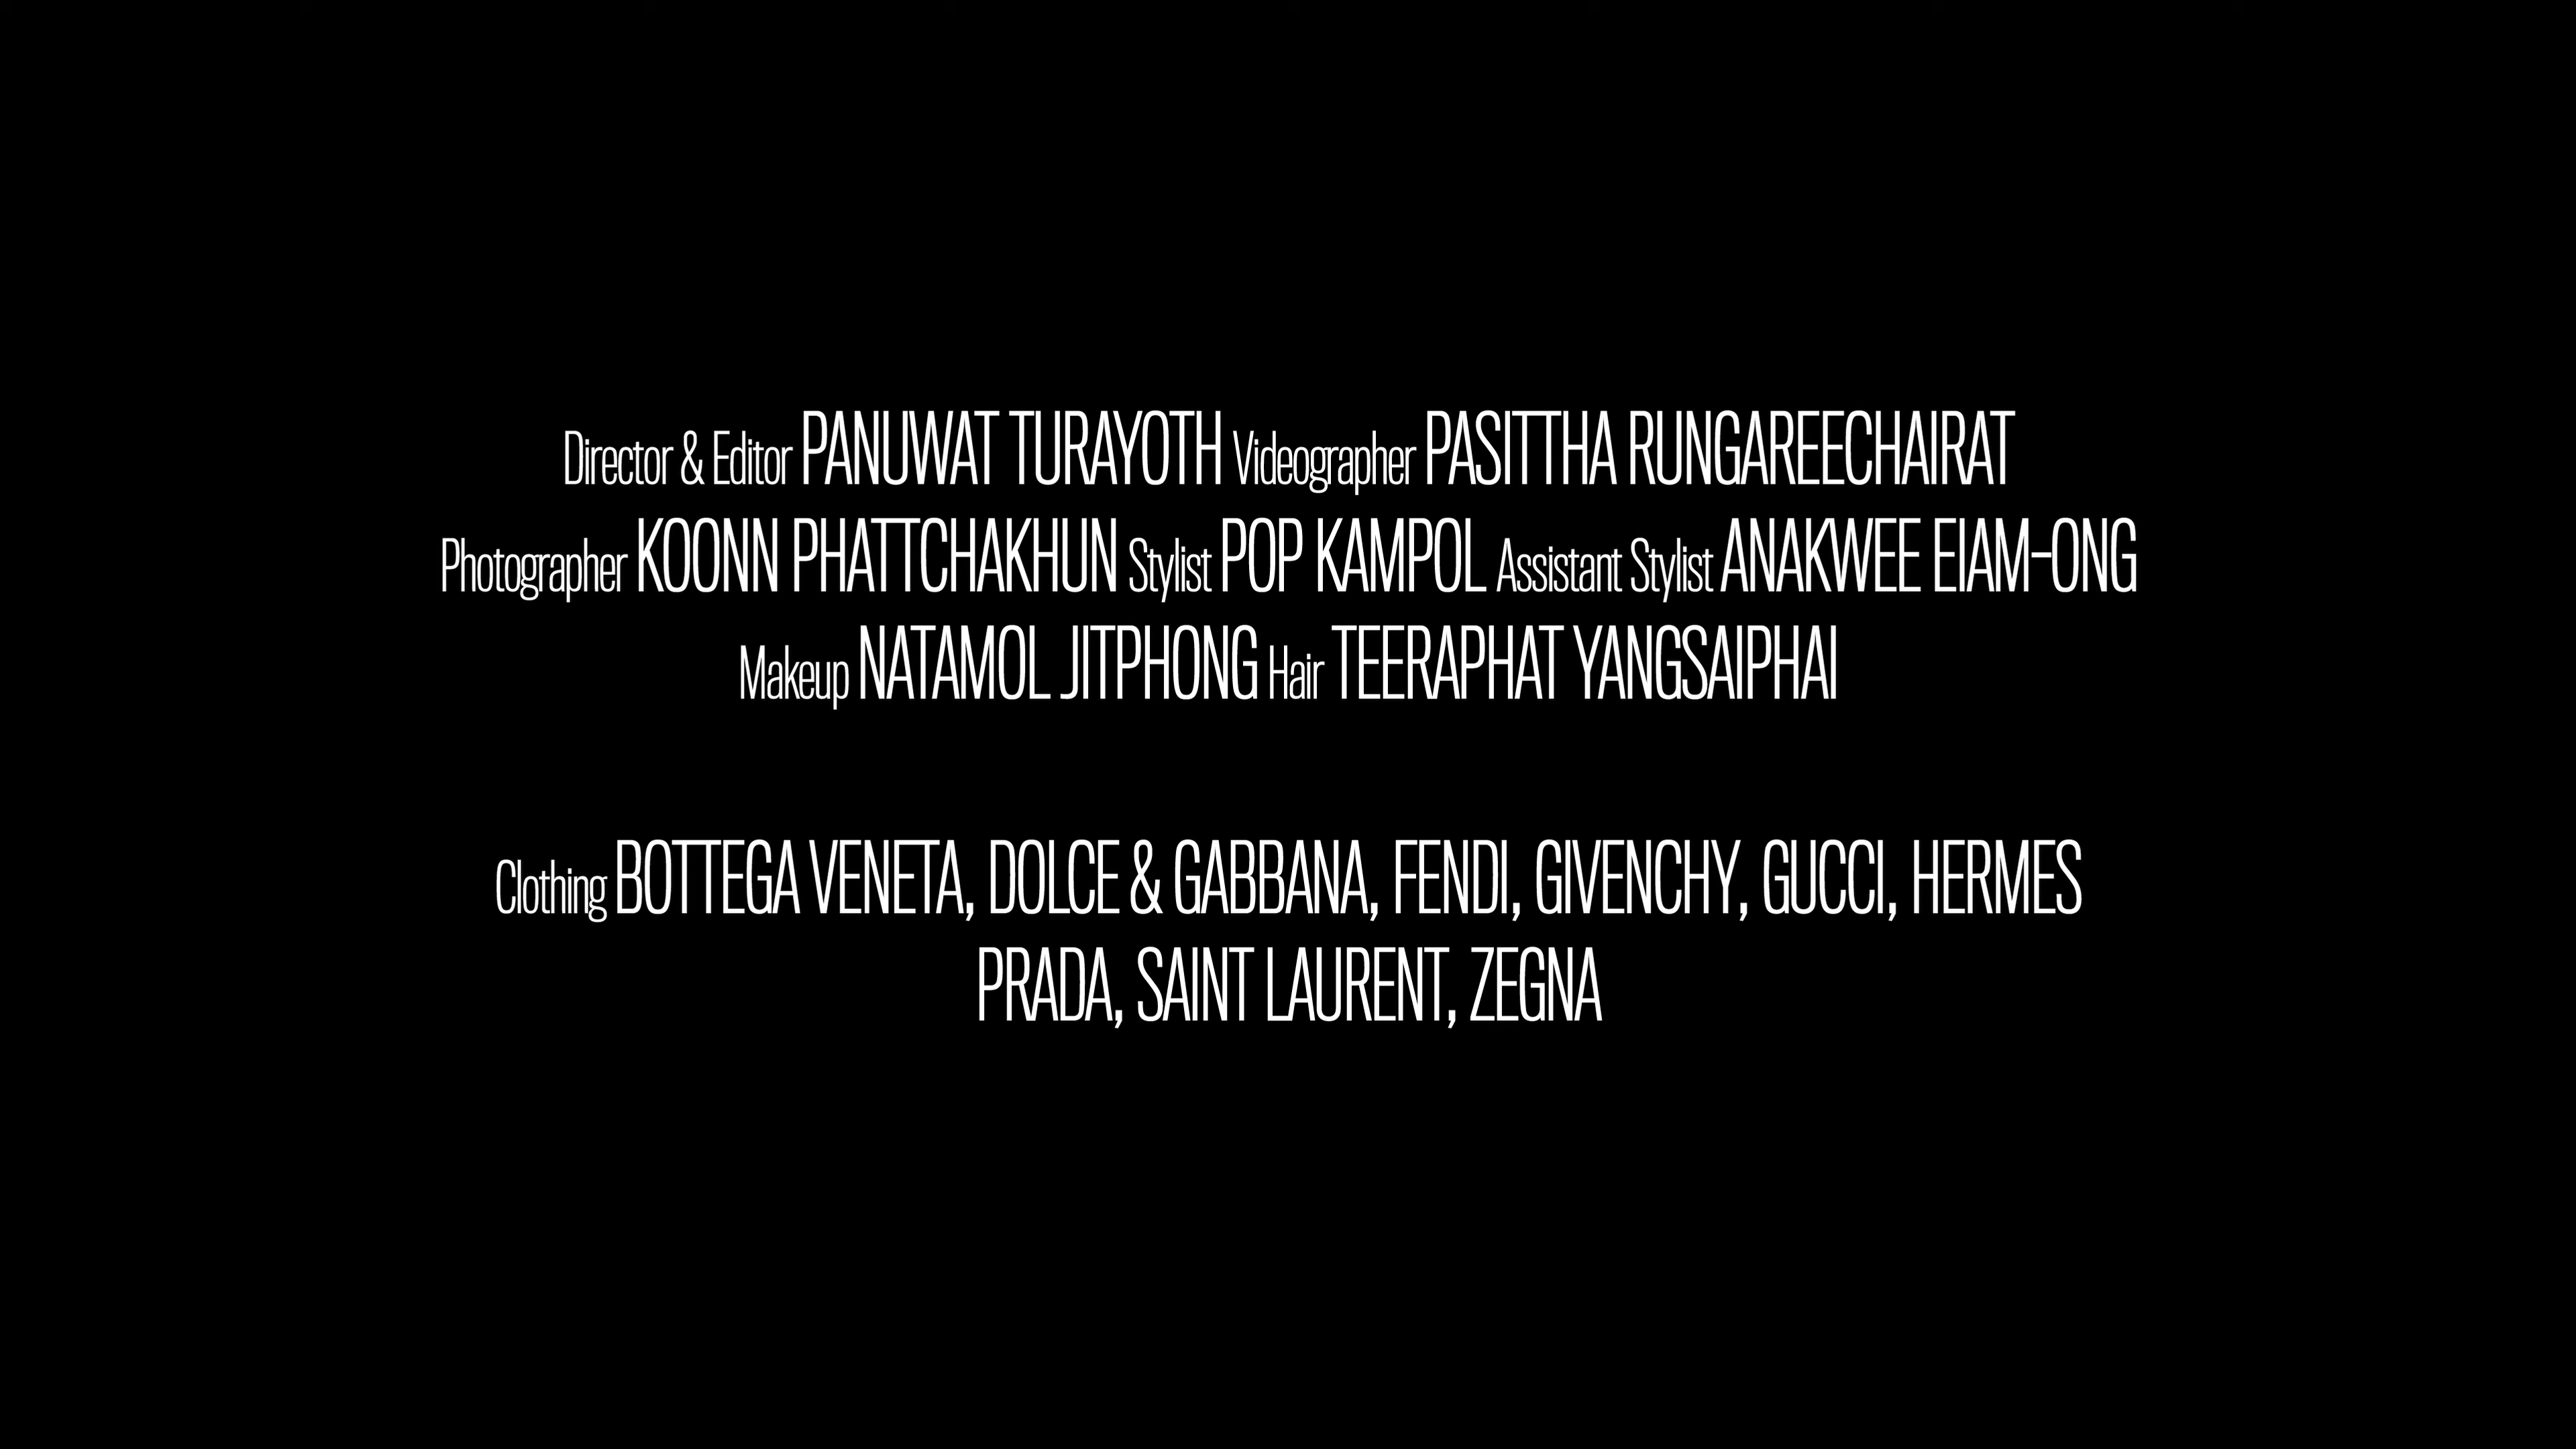 Director & Editor PANUWAT TURAYOTH Videographer PASITTHA RUNGAREECHAIRAT
Photographer KOONN PHATTCHAKHUN Stylist POP KAMPOL Assistant Stylist ANAKWEE EIAM-ONG
Makeup NATAMOL JITPHONG Hair TEERAPHAT YANGSAIPHAI
Clothing BOTTEGA VENETA, DOLCE & GABBANA, FENDI, GIVENCHY, GUCCI, HERMES
PRADA, SAINT LAURENT, ZEGNA